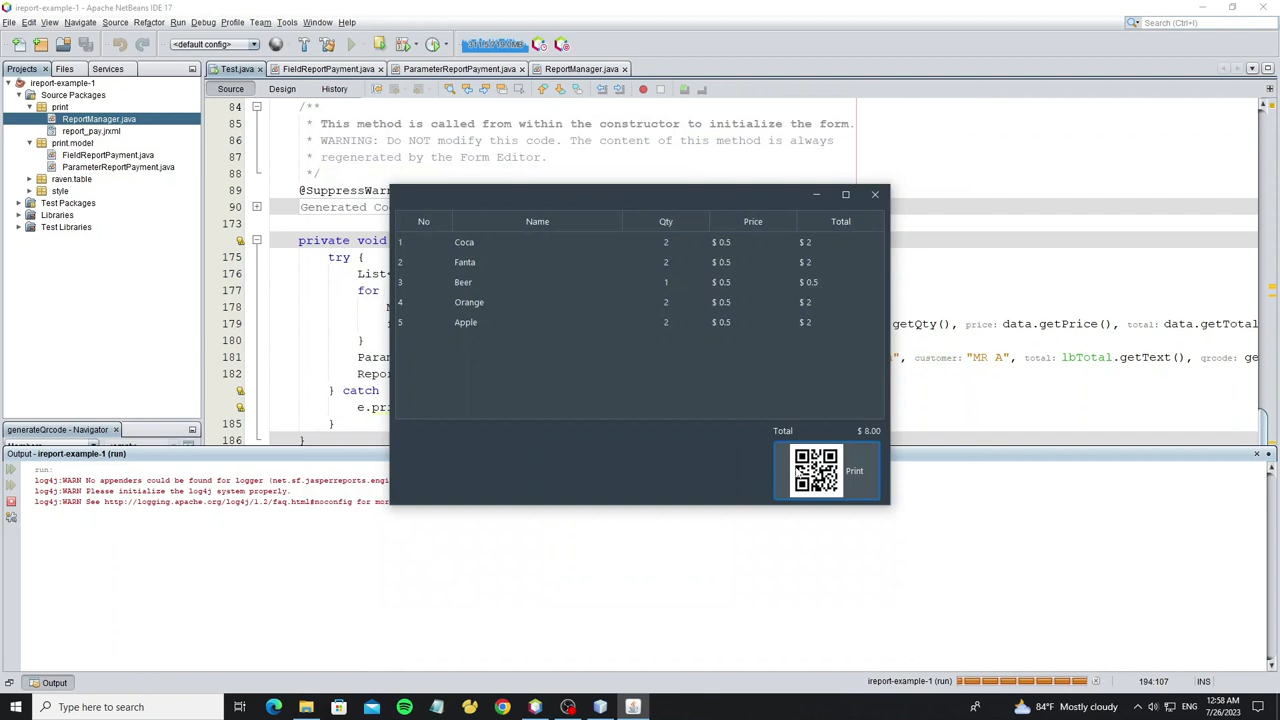 ireport-example-1 - Apache NetBeans IDE 17
File Edit View Navigate Source Refactor Run Debug Profile Team Tools Window Help
<default config>
Search (Ctrl+I)
Projects Files Services
Test.java FieldReportPayment.java ParameterReportPayment.java ReportManager.java
Source Design History
ireport-example-1
Source Packages
print
ReportManager.java
report_pay.jrxml
print.model
FieldReportPayment.java
ParameterReportPayment.java
raven.table
style
Test Packages
Libraries
Test Libraries
84 /**
85 * This method is called from within the constructor to initialize the form.
86 * WARNING: Do NOT modify this code. The content of this method is always
87 * regenerated by the Form Editor.
88 */
89 @SuppressWarn
90 Generated Co
173
private void
175 try {
176 List<
177 for
178
179 getQty(), price: data.getPrice(), total: data.getTotal
180 }
181 Param ", customer: "MR A", total: lbTotal.getText(), qrcode: ge
182 Repor
} catch
e.pri
185 }
186 }
No Name Qty Price Total
1 Coca 2 $ 0.5 $ 2
2 Fanta 2 $ 0.5 $ 2
3 Beer 1 $ 0.5 $ 0.5
4 Orange 2 $ 0.5 $ 2
5 Apple 2 $ 0.5 $ 2
Total $ 8.00
Print
generateQrcode - Navigator
Output - ireport-example-1 (run)
run:
log4j:WARN No appenders could be found for logger (net.sf.jasperreports.engi
log4j:WARN Please initialize the log4j system properly.
log4j:WARN See http://logging.apache.org/log4j/1.2/faq.html#noconfig for mor
Output
ireport-example-1 (run)
194:107
INS
Type here to search
84°F Mostly cloudy
ENG
12:58 AM
7/26/2023